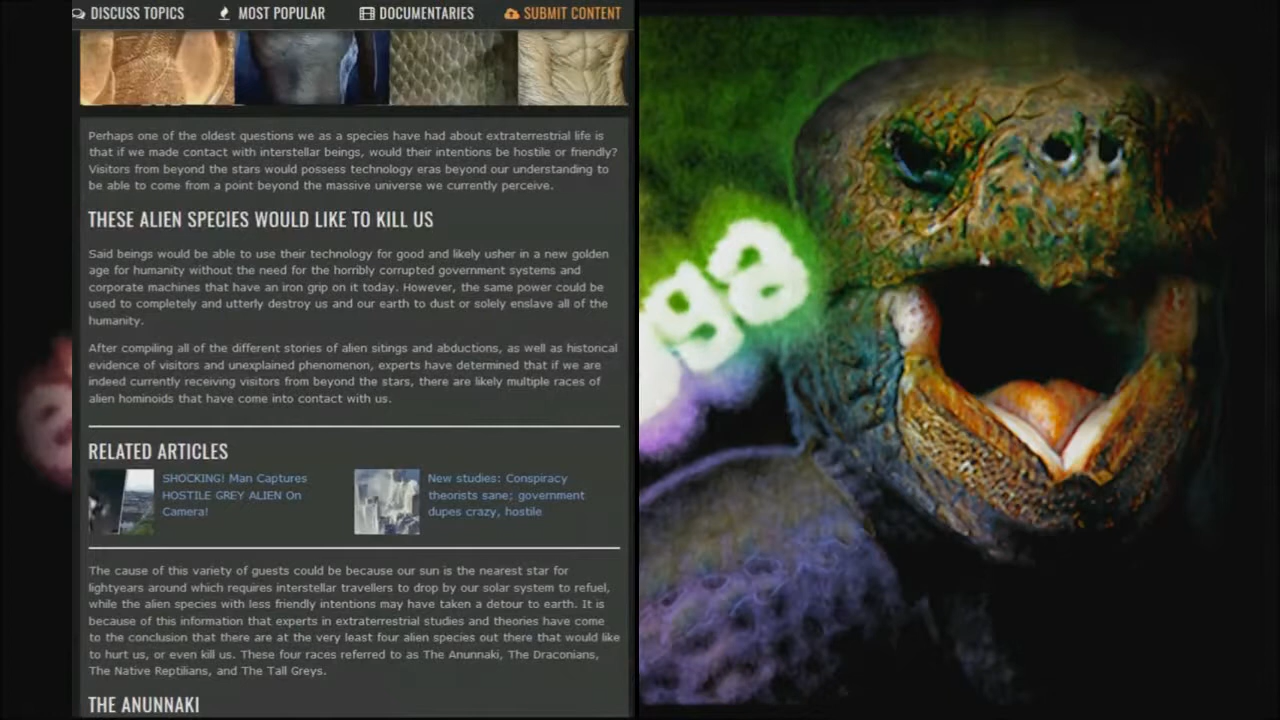 DISCUSS TOPICS
MOST POPULAR
DOCUMENTARIES
SUBMIT CONTENT
Perhaps one of the oldest questions we as a species have had about extraterrestrial life is
that if we made contact with interstellar beings, would their intentions be hostile or friendly?
Visitors from beyond the stars would possess technology eras beyond our understanding to
be able to come from a point beyond the massive universe we currently perceive.
THESE ALIEN SPECIES WOULD LIKE TO KILL US
Said beings would be able to use their technology for good and likely usher in a new golden
age for humanity without the need for the horribly corrupted government systems and
corporate machines that have an iron grip on it today. However, the same power could be
used to completely and utterly destroy us and our earth to dust or solely enslave all of the
humanity.
After compiling all of the different stories of alien sitings and abductions, as well as historical
evidence of visitors and unexplained phenomenon, experts have determined that if we are
indeed currently receiving visitors from beyond the stars, there are likely multiple races of
alien hominoids that have come into contact with us.
RELATED ARTICLES
SHOCKING! Man Captures
HOSTILE GREY ALIEN On
Camera!
New studies: Conspiracy
theorists sane; government
dupes crazy, hostile
The cause of this variety of guests could be because our sun is the nearest star for
lightyears around which requires interstellar travellers to drop by our solar system to refuel,
while the alien species with less friendly intentions may have taken a detour to earth. It is
because of this information that experts in extraterrestrial studies and theories have come
to the conclusion that there are at the very least four alien species out there that would like
to hurt us, or even kill us. These four races referred to as The Anunnaki, The Draconians,
The Native Reptilians, and The Tall Greys.
THE ANUNNAKI
ga